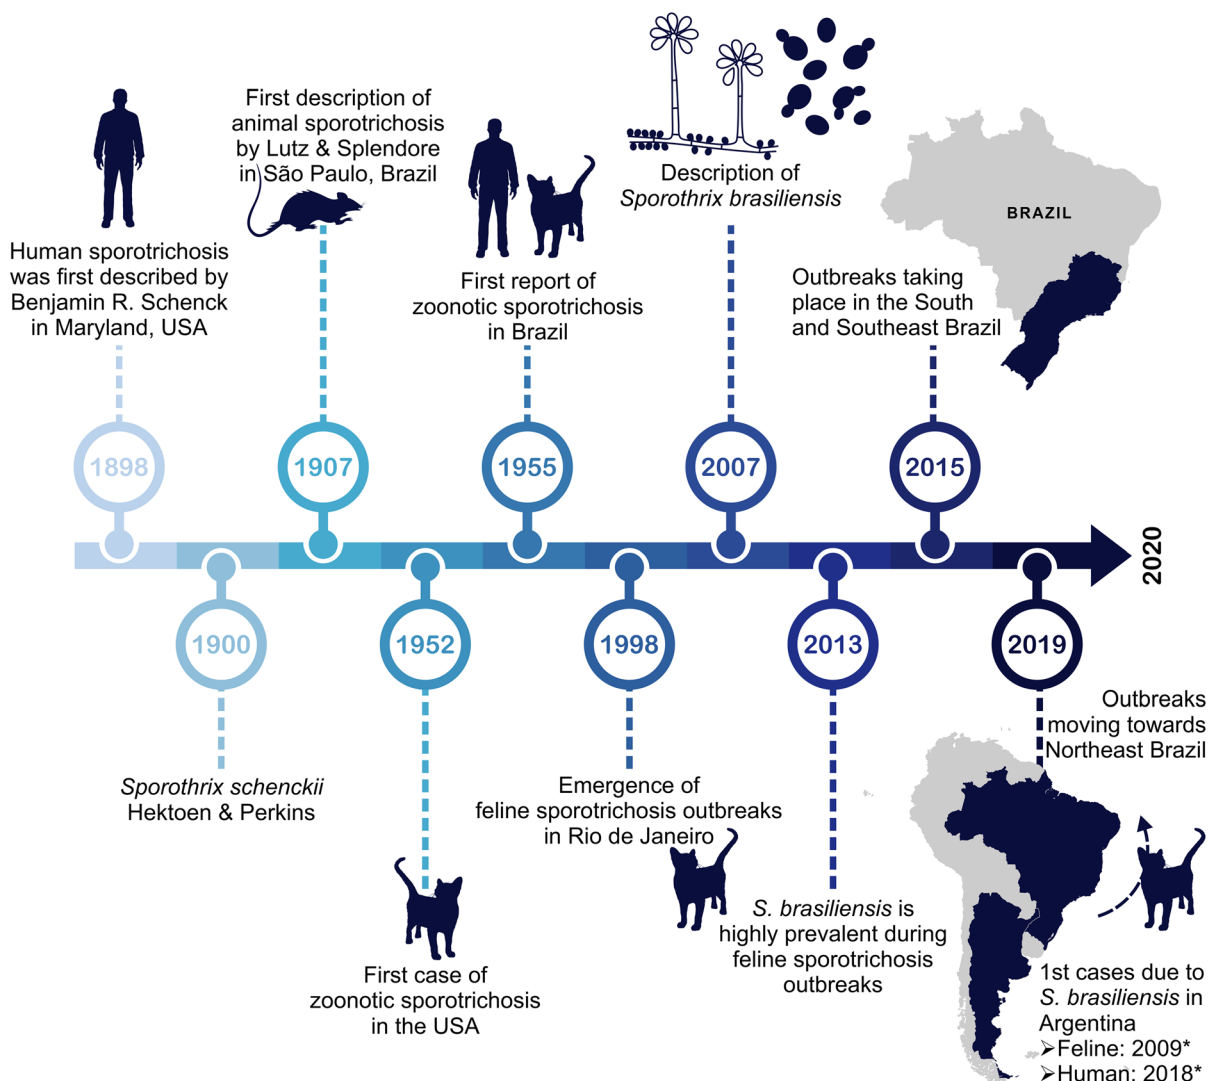 First description of
animal sporotrichosis
by Lutz & Splendore
in São Paulo, Brazil
Description of
Sporothrix brasiliensis
BRAZIL
Human sporotrichosis
was first described by
Benjamin R. Schenck
in Maryland, USA
First report of
zoonotic sporotrichosis
in Brazil
Outbreaks taking
place in the South
and Southeast Brazil
1898
1907
1955
2007
2015
2020
1900
1952
1998
2013
2019
Sporothrix schenckii
Hektoen & Perkins
First case of
zoonotic sporotrichosis
in the USA
Emergence of
feline sporotrichosis outbreaks
in Rio de Janeiro
S. brasiliensis is
highly prevalent during
feline sporotrichosis
outbreaks
Outbreaks
moving towards
Northeast Brazil
1st cases due to
S. brasiliensis in
Argentina
➢Feline: 2009*
➢Human: 2018*